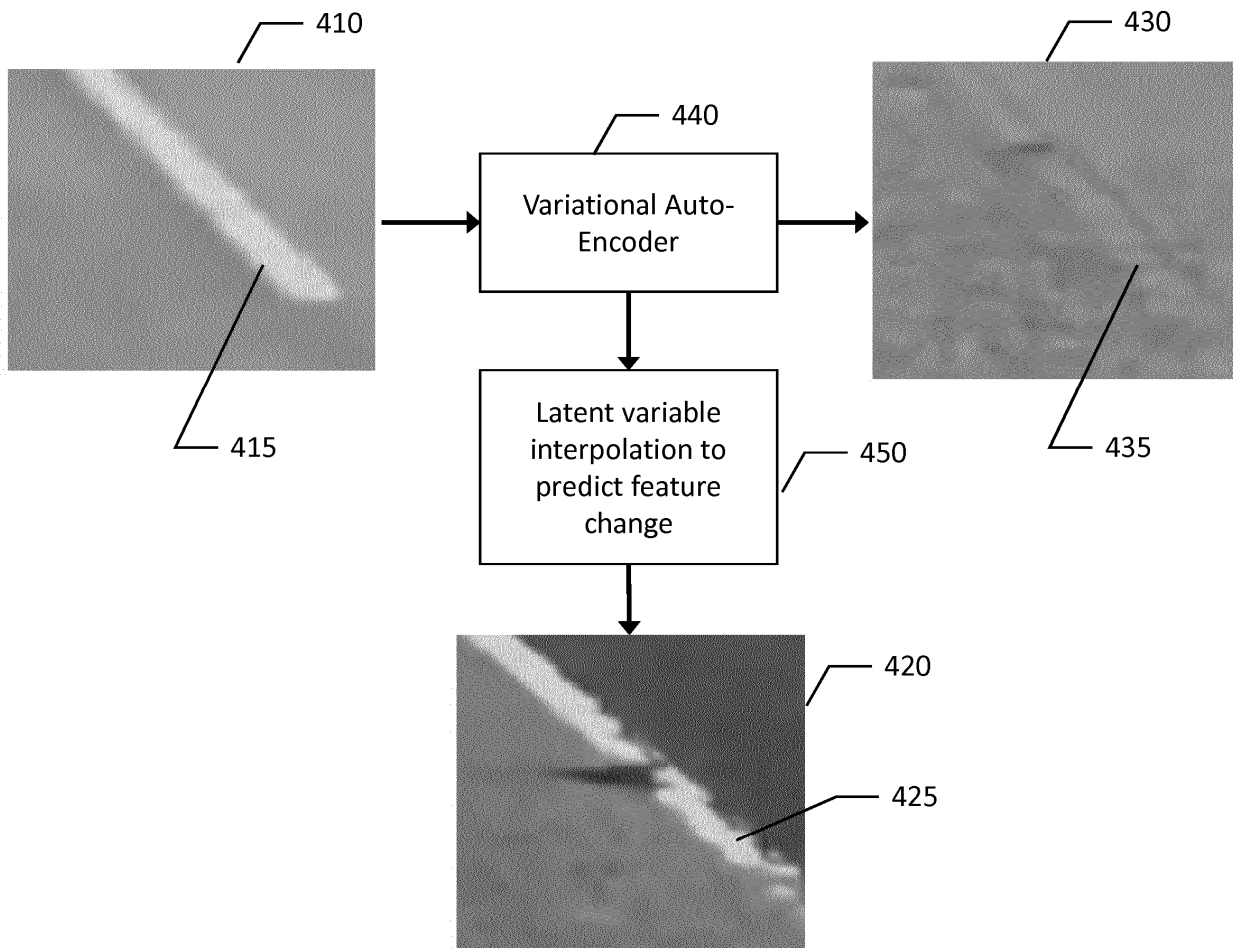 410
430
440
Variational Auto-
Encoder
415
435
Latent variable
interpolation to
predict feature
change
450
420
425